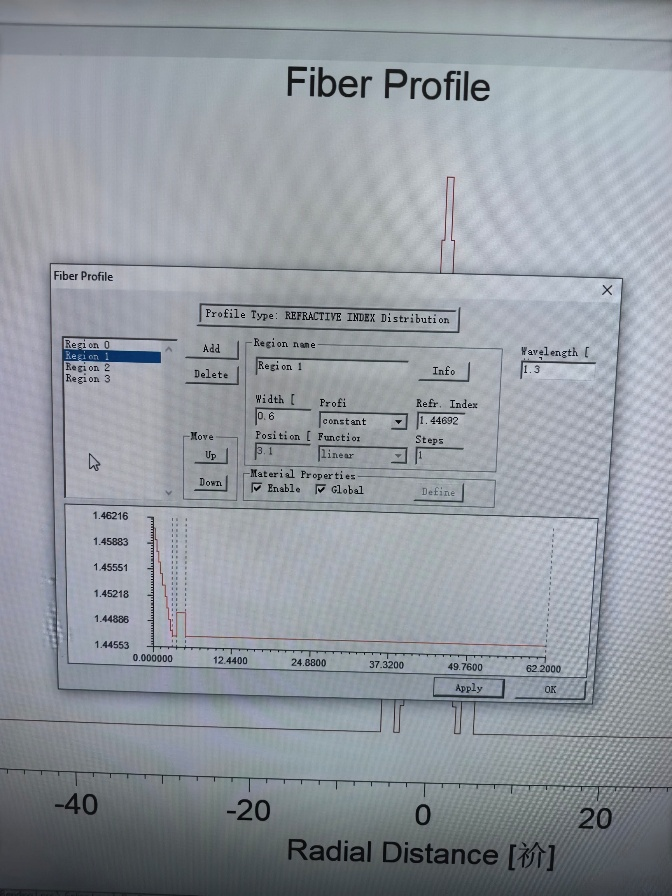 Fiber Profile
Fiber Profile
Profile Type: REFRACTIVE INDEX Distribution
Region 0
Region 1
Region 2
Region 3
Add
Delete
Move
Up
Down
Region name
Region 1
Info
Width [
Profi
Refr. Index
0.6
constant
1.44692
Position [
Function
Steps
3.1
linear
1
Material Properties
Enable
Global
Define
Wavelength [
1.3
1.46216
1.45883
1.45551
1.45218
1.44886
1.44553
0.000000
12.4400
24.8800
37.3200
49.7600
62.2000
Apply
OK
-40
-20
0
20
Radial Distance [祄]